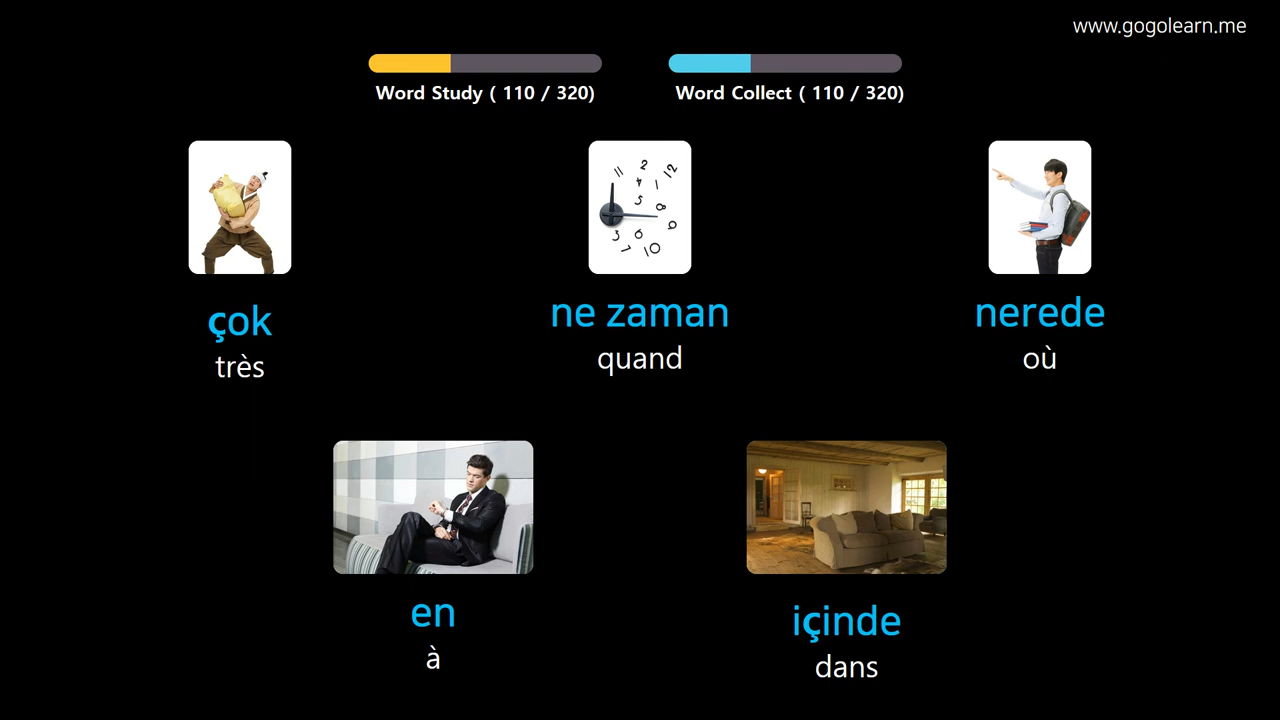 www.gogolearn.me
Word Study ( 110 / 320)
Word Collect ( 110 / 320)
çok
très
ne zaman
quand
nerede
où
en
à
içinde
dans